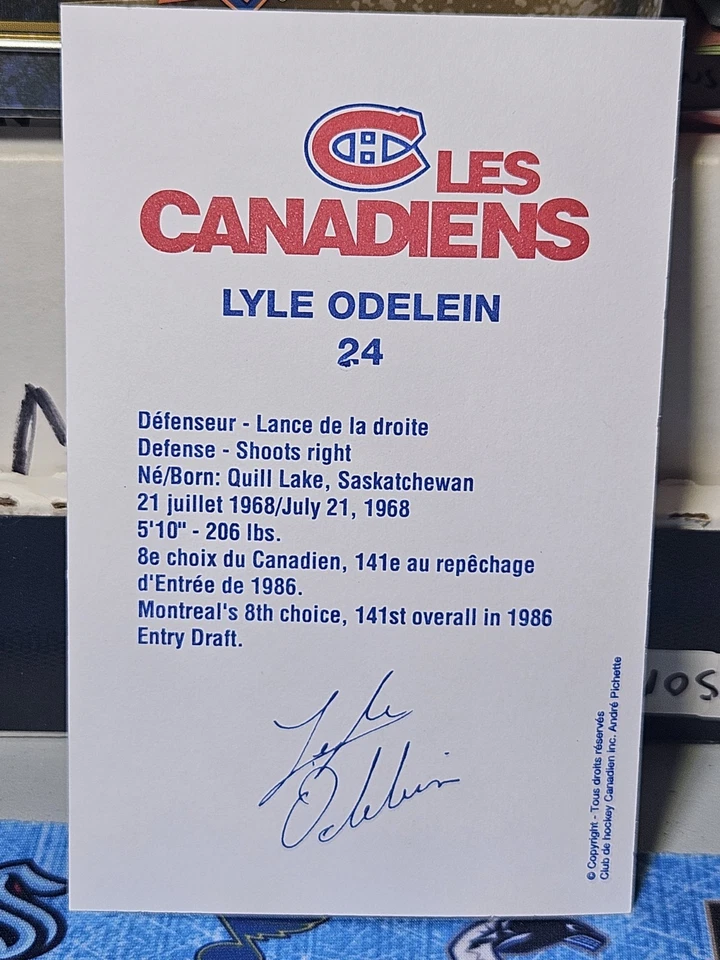 LES
CANADIENS
LYLE ODELEIN
24
Défenseur - Lance de la droite
Defense - Shoots right
Né/Born: Quill Lake, Saskatchewan
21 juillet 1968/July 21, 1968
5'10" - 206 lbs.
8e choix du Canadien, 141e au repêchage
d'Entrée de 1986.
Montreal's 8th choice, 141st overall in 1986
Entry Draft.
Lyle
Odelein
© Copyright - Tous droits réservés
Club de hockey Canadien inc. André Pichette